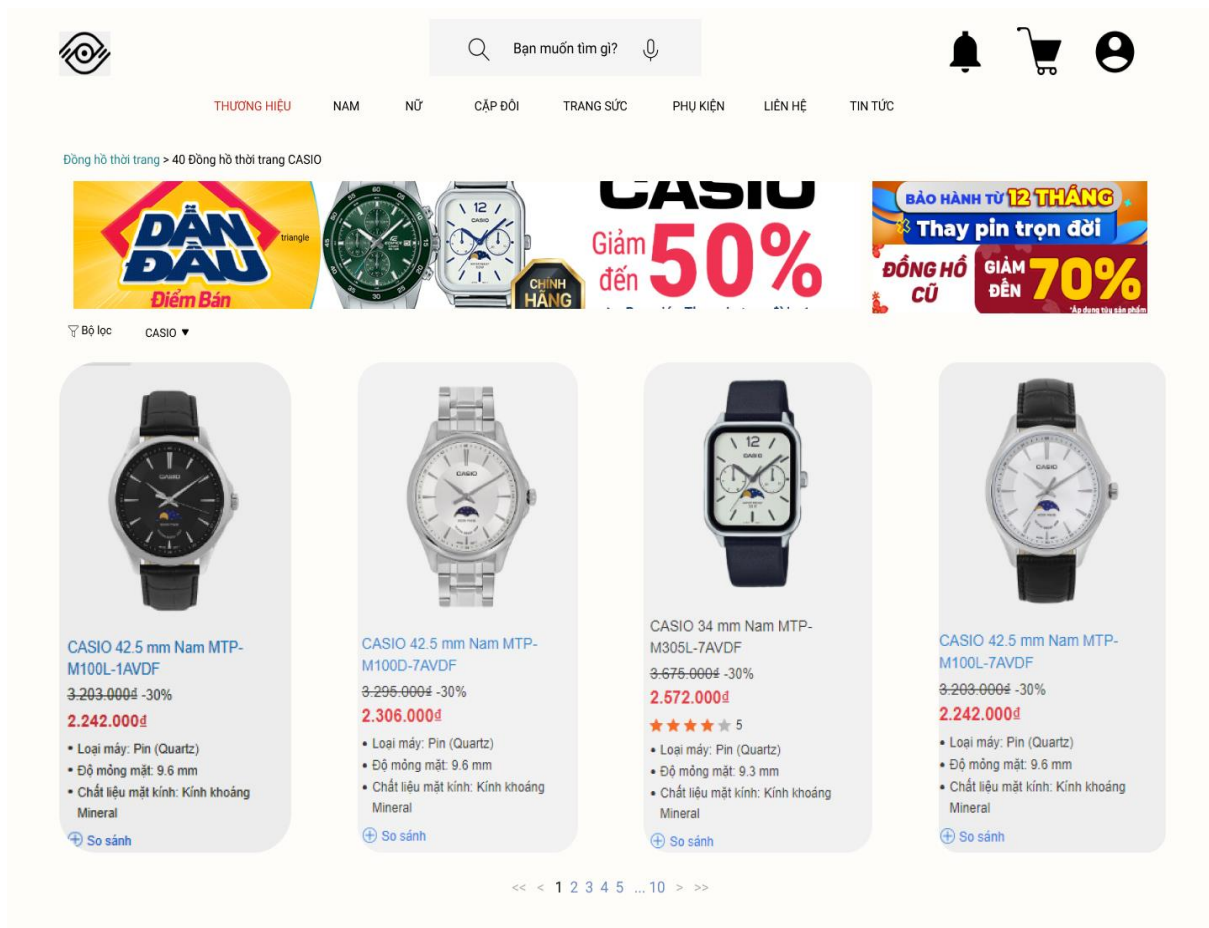 Bạn muốn tìm gì?
THƯƠNG HIỆU NAM NỮ CẶP ĐÔI TRANG SỨC PHỤ KIỆN LIÊN HỆ TIN TỨC
Đồng hồ thời trang > 40 Đồng hồ thời trang CASIO
DẪN
ĐẦU
Điểm Bán
triangle
CHÍNH
HÃNG
CASIO
Giảm
đến
50%
BẢO HÀNH TỪ 12 THÁNG
Thay pin trọn đời
ĐỒNG HỒ
CŨ
GIẢM
ĐẾN
70%
*Áp dụng tùy sản phẩm
Bộ lọc
CASIO ▼
CASIO 42.5 mm Nam MTP-
M100L-1AVDF
3.203.000₫ -30%
2.242.000₫
• Loại máy: Pin (Quartz)
• Độ mỏng mặt: 9.6 mm
• Chất liệu mặt kính: Kính khoáng
Mineral
So sánh
CASIO 42.5 mm Nam MTP-
M100D-7AVDF
3.295.000₫ -30%
2.306.000₫
• Loại máy: Pin (Quartz)
• Độ mỏng mặt: 9.6 mm
• Chất liệu mặt kính: Kính khoáng
Mineral
So sánh
CASIO 34 mm Nam MTP-
M305L-7AVDF
3.675.000₫ -30%
2.572.000₫
5
• Loại máy: Pin (Quartz)
• Độ mỏng mặt: 9.3 mm
• Chất liệu mặt kính: Kính khoáng
Mineral
So sánh
CASIO 42.5 mm Nam MTP-
M100L-7AVDF
3.203.000₫ -30%
2.242.000₫
• Loại máy: Pin (Quartz)
• Độ mỏng mặt: 9.6 mm
• Chất liệu mặt kính: Kính khoáng
Mineral
So sánh
<< < 1 2 3 4 5 ... 10 > >>